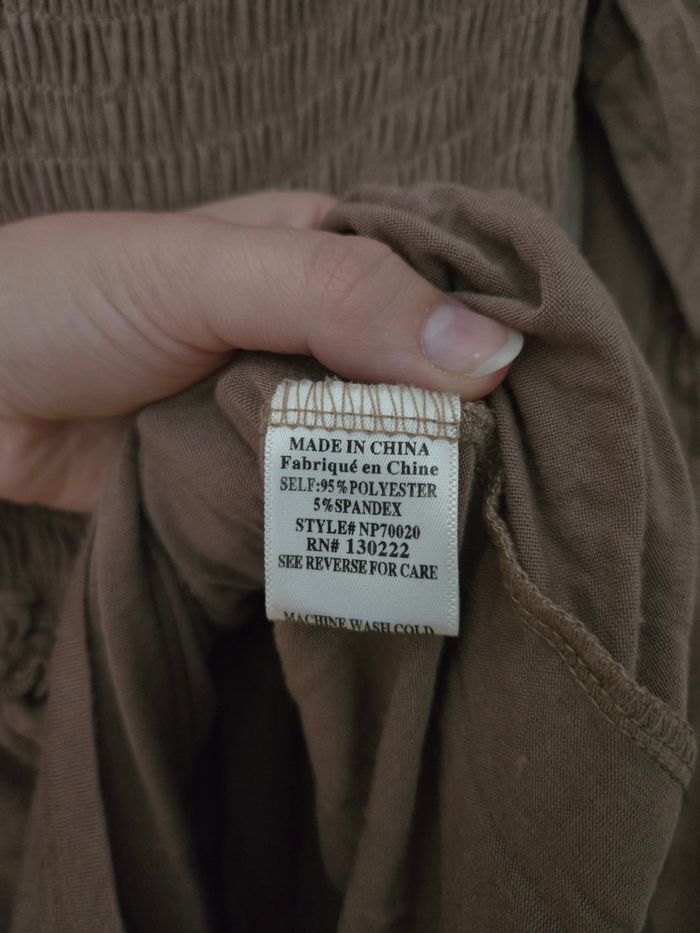 MADE IN CHINA
Fabriqué en Chine
SELF:95%POLYESTER
5%SPANDEX
STYLE# NP70020
RN# 130222
SEE REVERSE FOR CARE
MACHINE WASH COLD